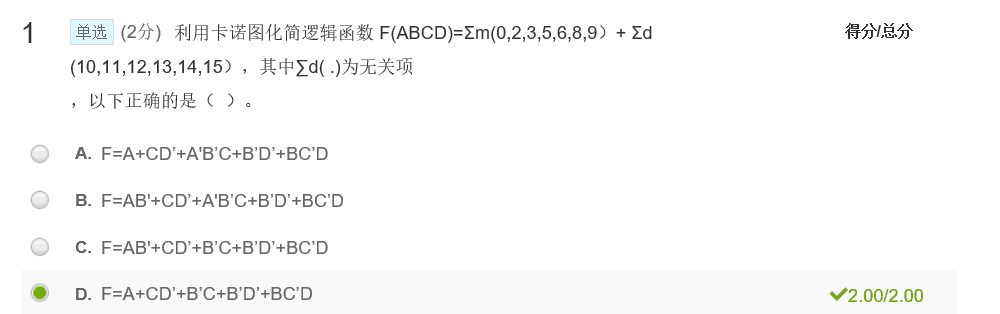 1 单选 (2分) 利用卡诺图化简逻辑函数 F(ABCD)=Σm(0,2,3,5,6,8,9）+ Σd 得分/总分
(10,11,12,13,14,15），其中∑d( .)为无关项
，以下正确的是（ ）。
A. F=A+CD’+A'B’C+B’D’+BC’D
B. F=AB'+CD’+A'B’C+B’D’+BC’D
C. F=AB'+CD’+B’C+B’D’+BC’D
D. F=A+CD’+B’C+B’D’+BC’D 2.00/2.00